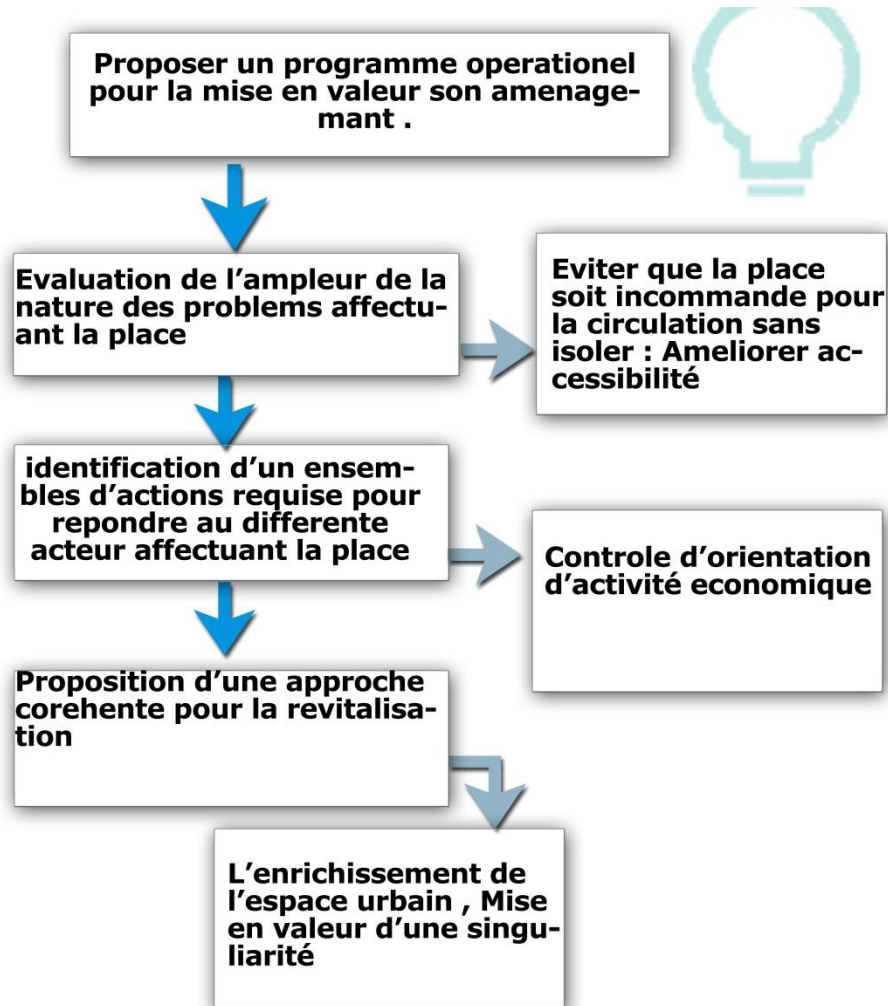 Proposer un programme operationel
pour la mise en valeur son amenage-
mant .
Evaluation de l'ampleur de la
nature des problems affectu-
ant la place
Eviter que la place
soit incommande pour
la circulation sans
isoler : Ameliorer ac-
cessibilité
identification d'un ensem-
bles d'actions requise pour
repondre au differente
acteur affectuant la place
Controle d'orientation
d'activité economique
Proposition d'une approche
corehente pour la revitalisa-
tion
L'enrichissement de
l'espace urbain , Mise
en valeur d'une singu-
liarité